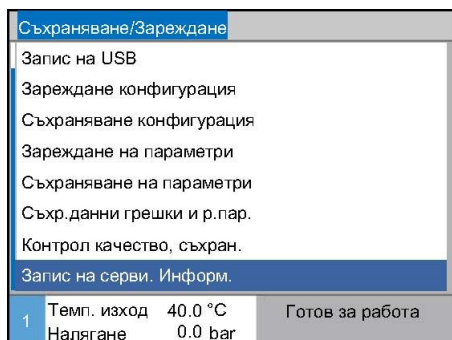 Съхраняване/Зареждане
Запис на USB
Зареждане конфигурация
Съхраняване конфигурация
Зареждане на параметри
Съхраняване на параметри
Съхр.данни грешки и р.пар.
Контрол качество, съхран.
Запис на серви. Информ.
1 Темп. изход 40.0 °C Готов за работа
Налягане 0.0 bar